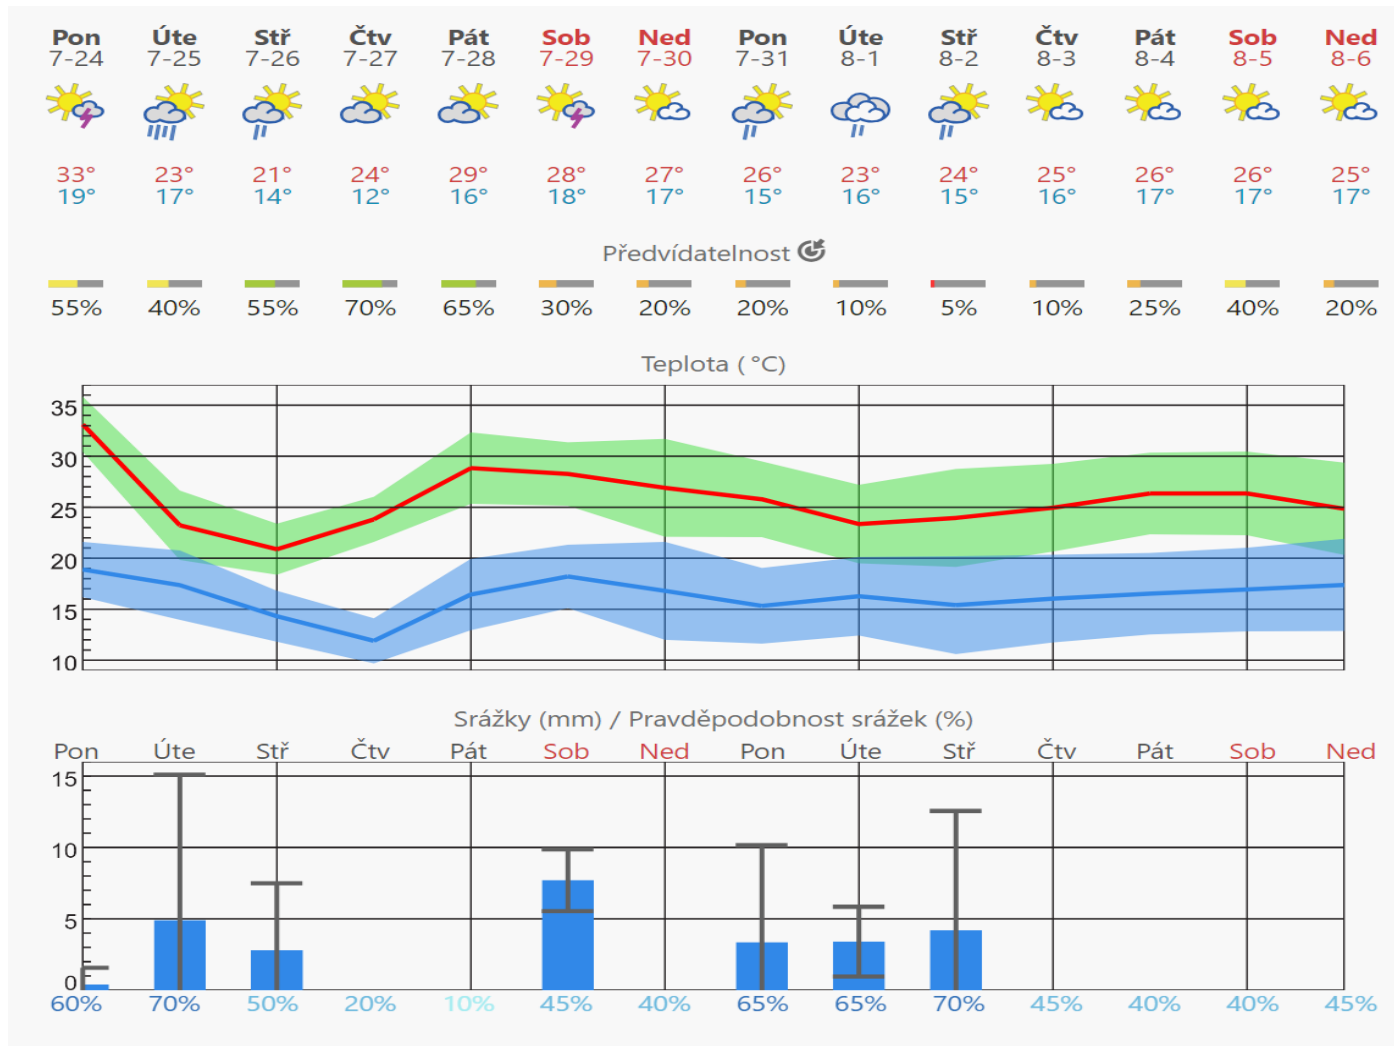 Pon Úte Stř Čtv Pát Sob Ned Pon Úte Stř Čtv Pát Sob Ned
7-24 7-25 7-26 7-27 7-28 7-29 7-30 7-31 8-1 8-2 8-3 8-4 8-5 8-6
33° 23° 21° 24° 29° 28° 27° 26° 23° 24° 25° 26° 26° 25°
19° 17° 14° 12° 16° 18° 17° 15° 16° 15° 16° 17° 17° 17°
Předvídatelnost
55% 40% 55% 70% 65% 30% 20% 20% 10% 5% 10% 25% 40% 20%
Teplota ( °C)
35
30
25
20
15
10
Srážky (mm) / Pravděpodobnost srážek (%)
Pon Úte Stř Čtv Pát Sob Ned Pon Úte Stř Čtv Pát Sob Ned
15
10
5
0
60% 70% 50% 20% 10% 45% 40% 65% 65% 70% 45% 40% 40% 45%